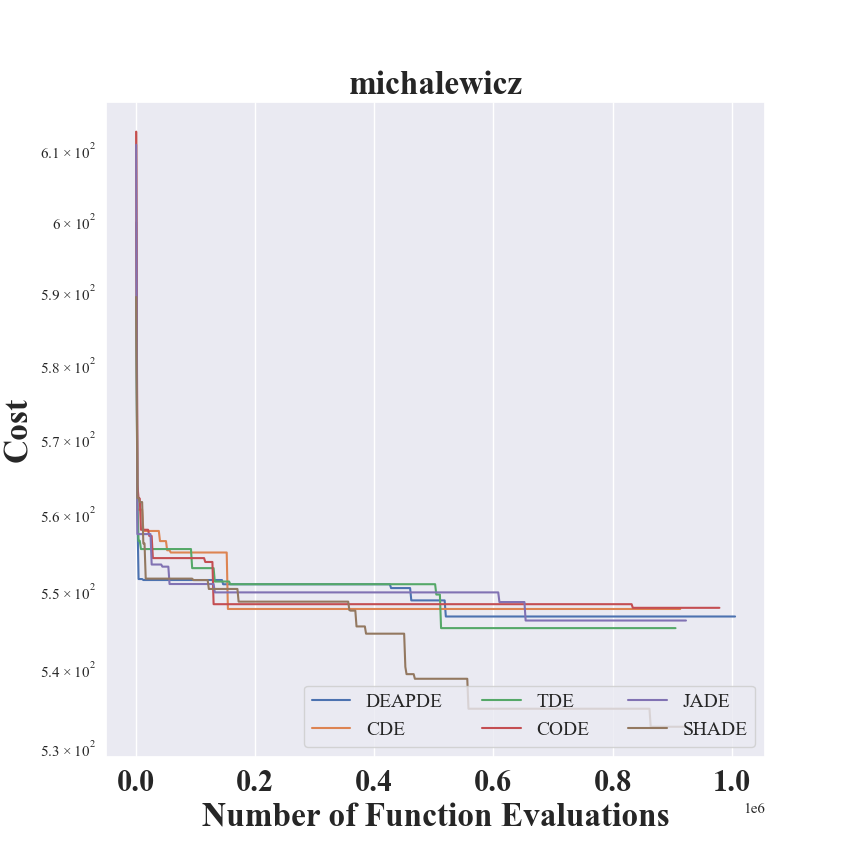 michalewicz
6.1 × 10²
6 × 10²
5.9 × 10²
5.8 × 10²
5.7 × 10²
5.6 × 10²
5.5 × 10²
5.4 × 10²
5.3 × 10²
Cost
DEAPDE TDE JADE
CDE CODE SHADE
0.0 0.2 0.4 0.6 0.8 1.0
Number of Function Evaluations
1e6